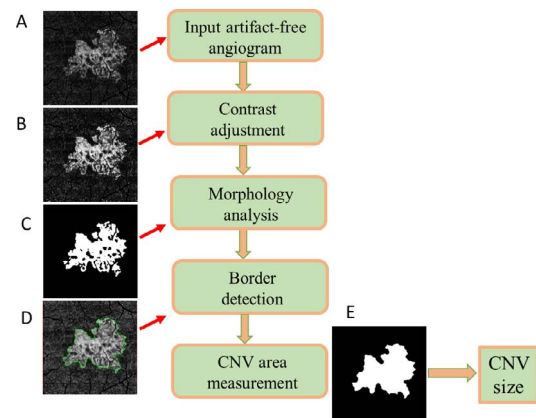 A
Input artifact-free
angiogram
B
Contrast
adjustment
C
Morphology
analysis
D
Border
detection
CNV area
measurement
E
CNV
size